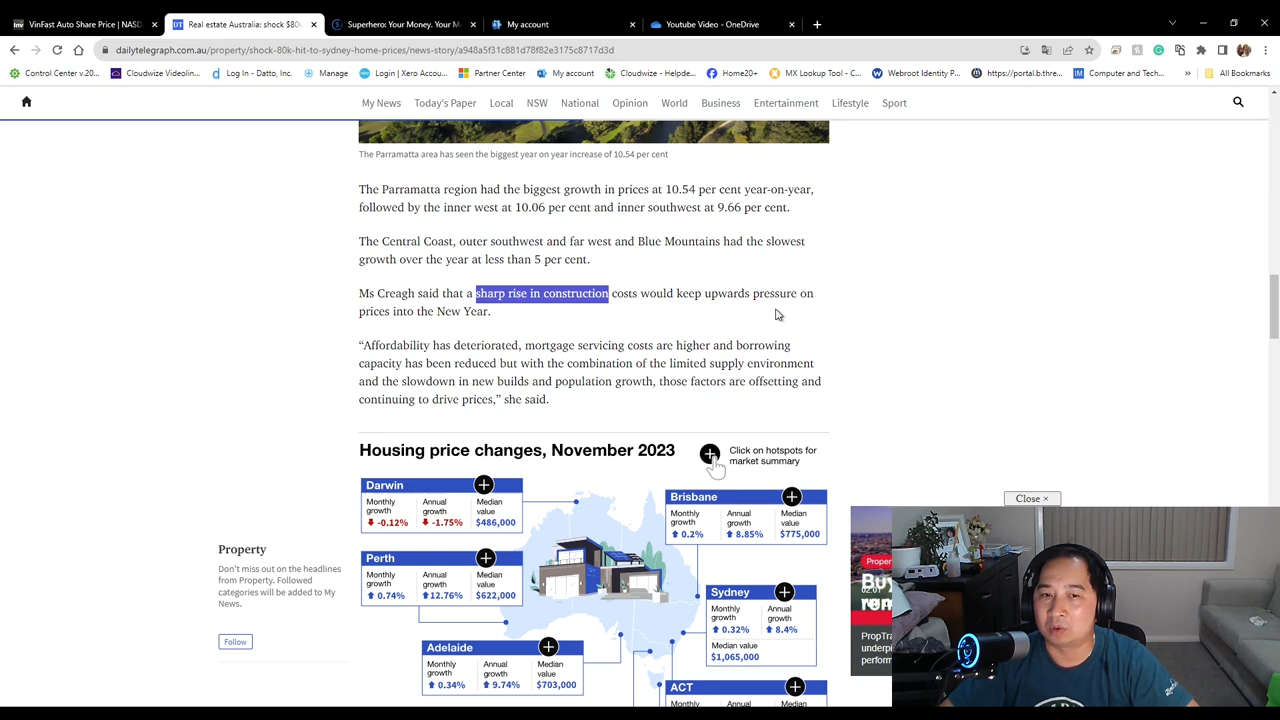 VinFast Auto Share Price | NASD
Real estate Australia: shock $80k
Superhero: Your Money. Your M
My account
Youtube Video - OneDrive
dailytelegraph.com.au/property/shock-80k-hit-to-sydney-home-prices/news-story/a948a5f31c881d78f82e3175c8717d3d
Control Center v.20...
Cloudwize Videolin...
Log In - Datto, Inc.
Manage
Login | Xero Accou...
Partner Center
My account
Cloudwize - Helpde...
Home20+
MX Lookup Tool - C...
Webroot Identity P...
https://portal.b.thre...
Computer and Tech...
All Bookmarks
My News
Today's Paper
Local
NSW
National
Opinion
World
Business
Entertainment
Lifestyle
Sport
The Parramatta area has seen the biggest year on year increase of 10.54 per cent
The Parramatta region had the biggest growth in prices at 10.54 per cent year-on-year,
followed by the inner west at 10.06 per cent and inner southwest at 9.66 per cent.
The Central Coast, outer southwest and far west and Blue Mountains had the slowest
growth over the year at less than 5 per cent.
Ms Creagh said that a sharp rise in construction costs would keep upwards pressure on
prices into the New Year.
“Affordability has deteriorated, mortgage servicing costs are higher and borrowing
capacity has been reduced but with the combination of the limited supply environment
and the slowdown in new builds and population growth, those factors are offsetting and
continuing to drive prices,” she said.
Housing price changes, November 2023
Click on hotspots for
market summary
Darwin
Monthly growth
-0.12%
Annual growth
-1.75%
Median value
$486,000
Brisbane
Monthly growth
0.2%
Annual growth
8.85%
Median value
$775,000
Perth
Monthly growth
0.74%
Annual growth
12.76%
Median value
$622,000
Sydney
Monthly growth
0.32%
Annual growth
8.4%
Median value
$1,065,000
Adelaide
Monthly growth
0.34%
Annual growth
9.74%
Median value
$703,000
ACT
Monthly
Annual
Median
Property
Don't miss out on the headlines
from Property. Followed
categories will be added to My
News.
Follow
Close ×
Proper
PropTra
underpi
perform